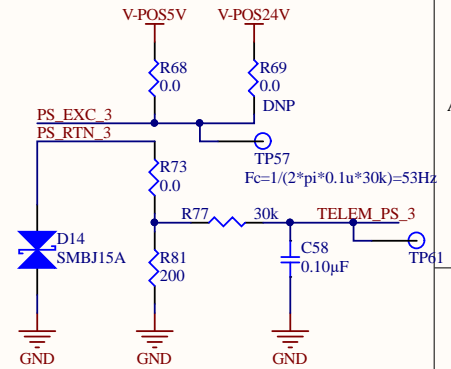 V-POS5V
V-POS24V
R68
0.0
R69
0.0
DNP
PS_EXC_3
PS_RTN_3
TP57
R73
0.0
Fc=1/(2*pi*0.1u*30k)=53Hz
R77
30k
TELEM_PS_3
D14
SMBJ15A
R81
200
C58
0.10µF
TP61
GND
GND
GND
A